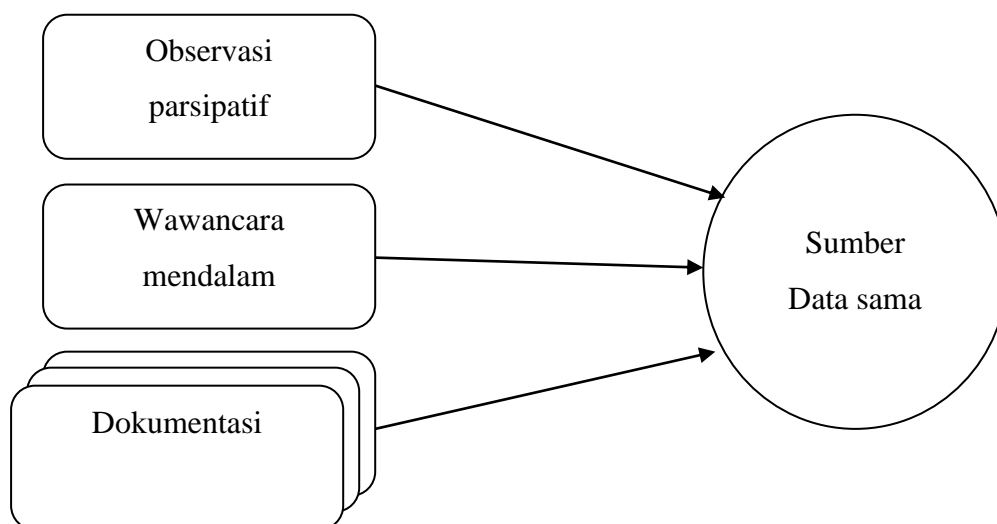 Observasi
parsipatif
Wawancara
mendalam
Dokumentasi
Sumber
Data sama